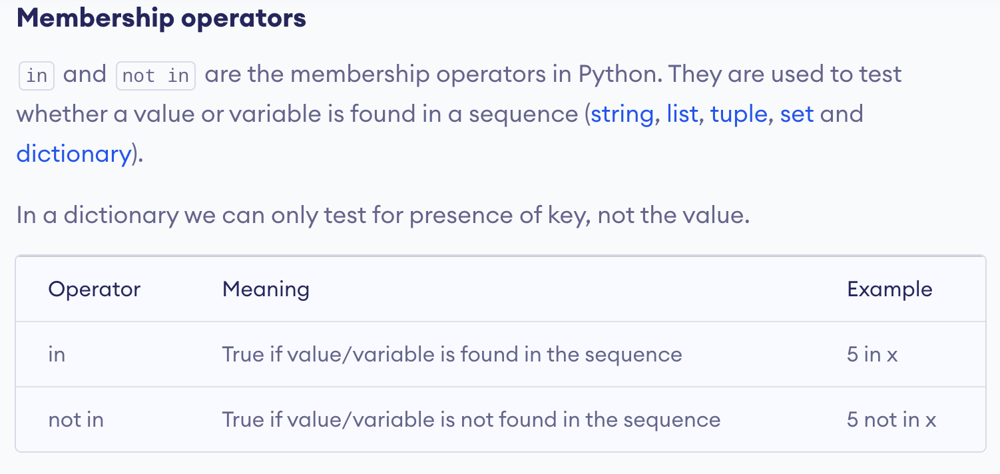 Membership operators
in and not in are the membership operators in Python. They are used to test
whether a value or variable is found in a sequence (string, list, tuple, set and
dictionary).
In a dictionary we can only test for presence of key, not the value.
Operator Meaning Example
in True if value/variable is found in the sequence 5 in x
not in True if value/variable is not found in the sequence 5 not in x